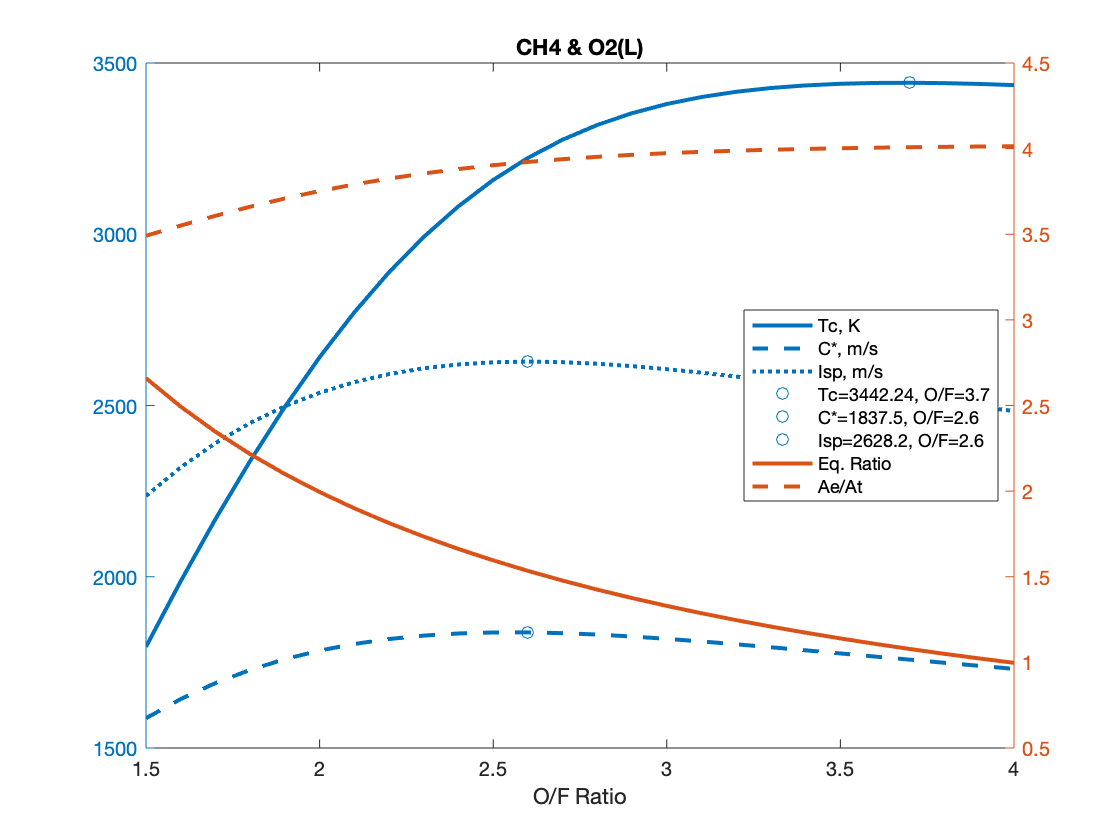 CH4 & O2(L)
3500
3000
2500
2000
1500
4.5
4
3.5
3
2.5
2
1.5
1
0.5
Tc, K
C*, m/s
Isp, m/s
Tc=3442.24, O/F=3.7
C*=1837.5, O/F=2.6
Isp=2628.2, O/F=2.6
Eq. Ratio
Ae/At
1.5 2 2.5 3 3.5 4
O/F Ratio